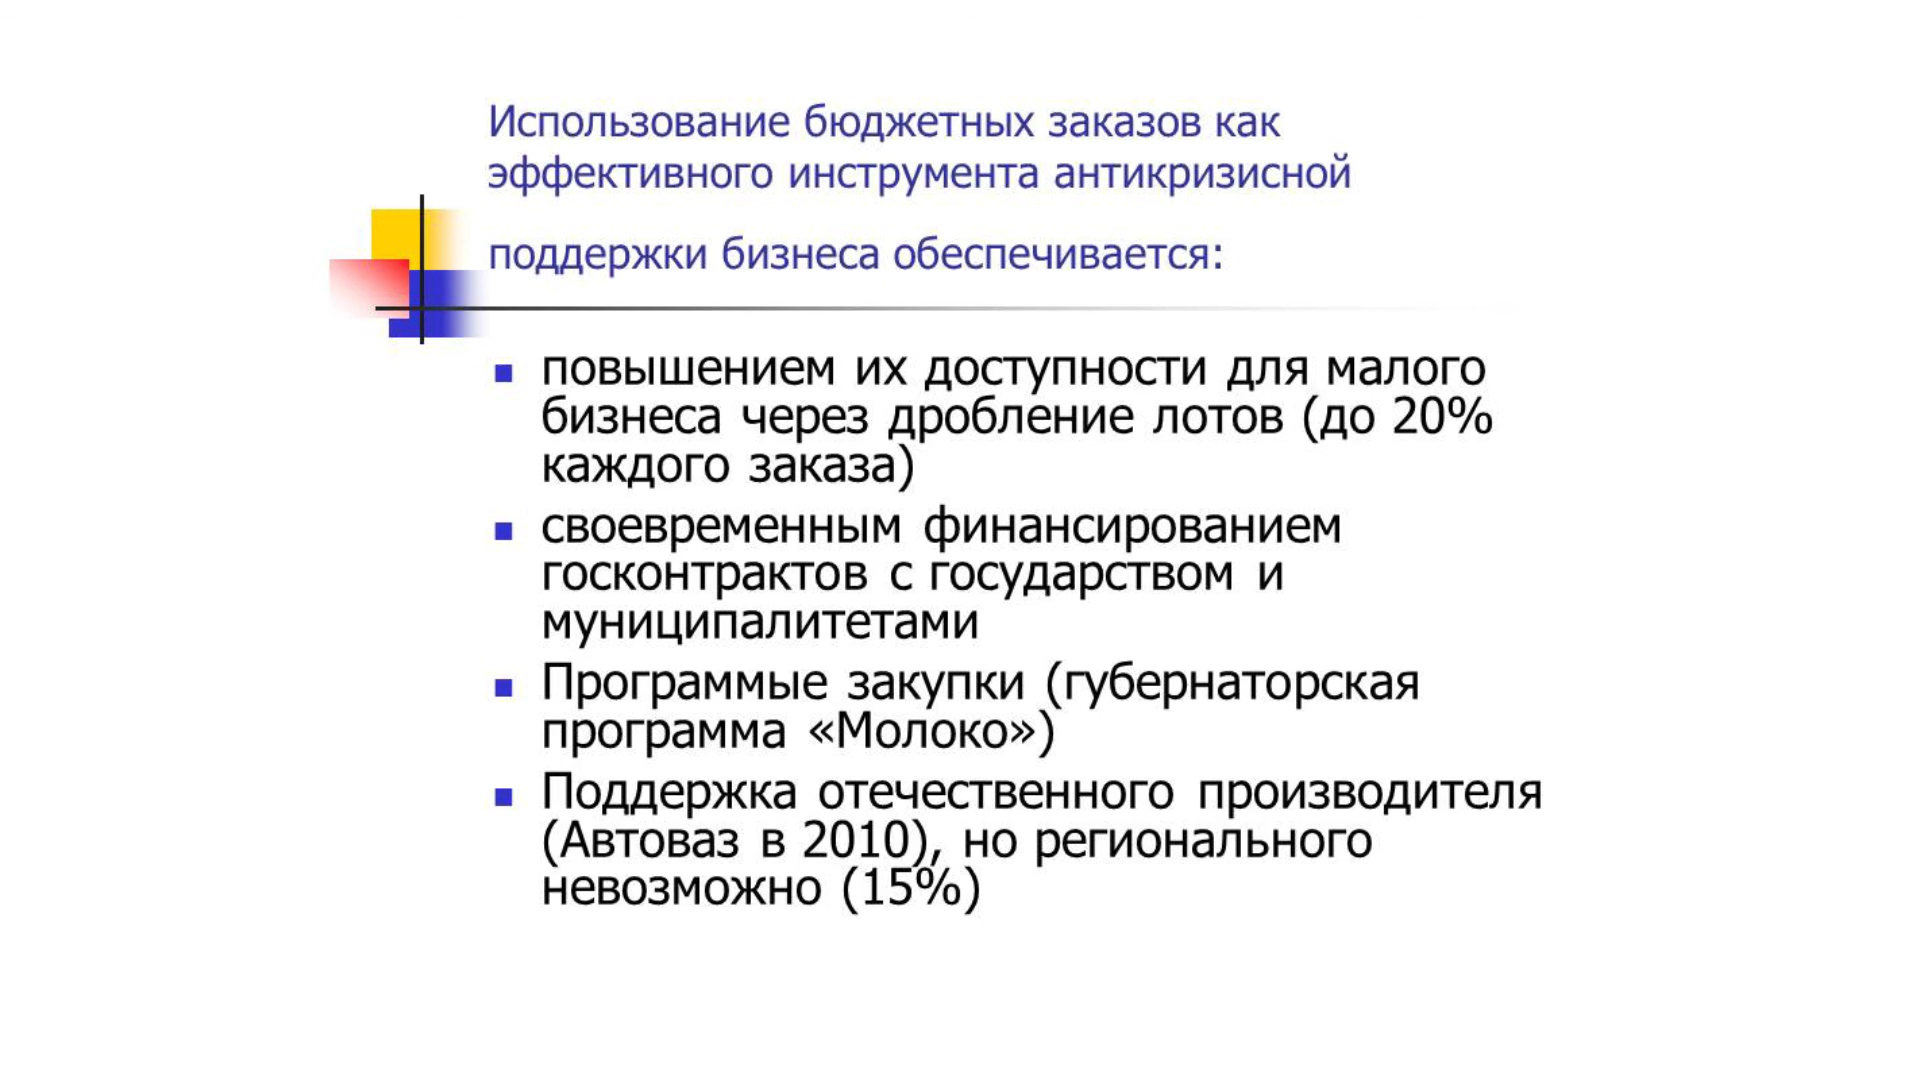 Использование бюджетных заказов как
эффективного инструмента антикризисной
поддержки бизнеса обеспечивается:
повышением их доступности для малого
бизнеса через дробление лотов (до 20%
каждого заказа)
своевременным финансированием
госконтрактов с государством и
муниципалитетами
Программые закупки (губернаторская
программа «Молоко»)
Поддержка отечественного производителя
(Автоваз в 2010), но регионального
невозможно (15%)